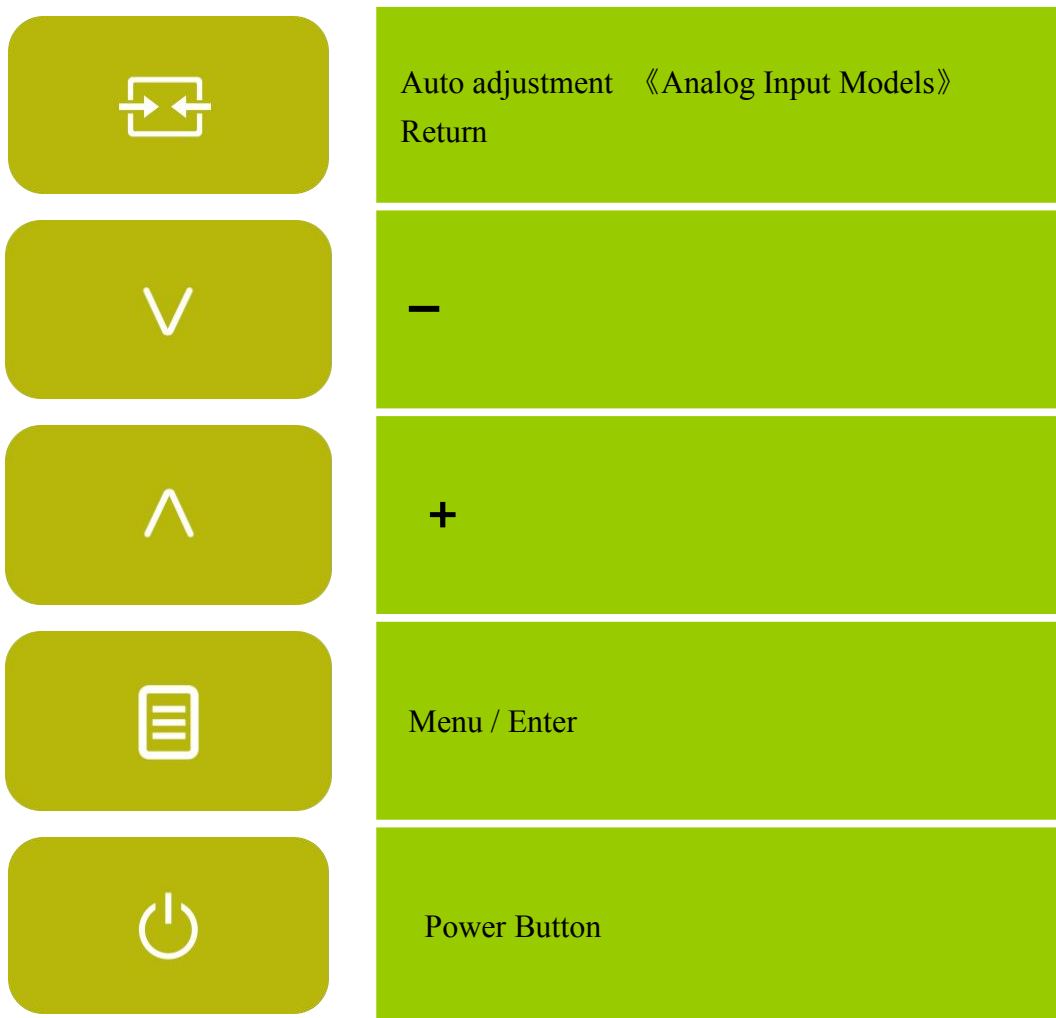 Auto adjustment 《Analog Input Models》
Return
–
+
Menu / Enter
Power Button